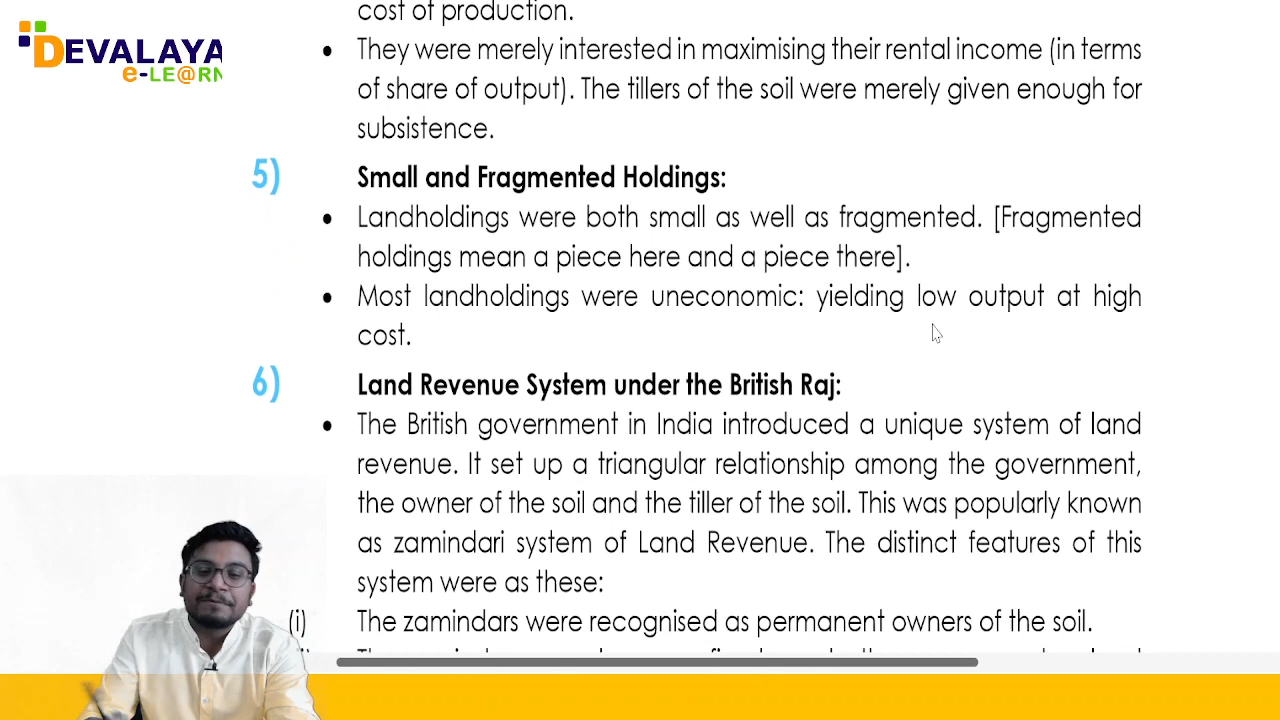 DEVALAYA
e-LE@RN
cost of production.
• They were merely interested in maximising their rental income (in terms
of share of output). The tillers of the soil were merely given enough for
subsistence.
5) Small and Fragmented Holdings:
• Landholdings were both small as well as fragmented. [Fragmented
holdings mean a piece here and a piece there].
• Most landholdings were uneconomic: yielding low output at high
cost.
6) Land Revenue System under the British Raj:
• The British government in India introduced a unique system of land
revenue. It set up a triangular relationship among the government,
the owner of the soil and the tiller of the soil. This was popularly known
as zamindari system of Land Revenue. The distinct features of this
system were as these:
(i) The zamindars were recognised as permanent owners of the soil.